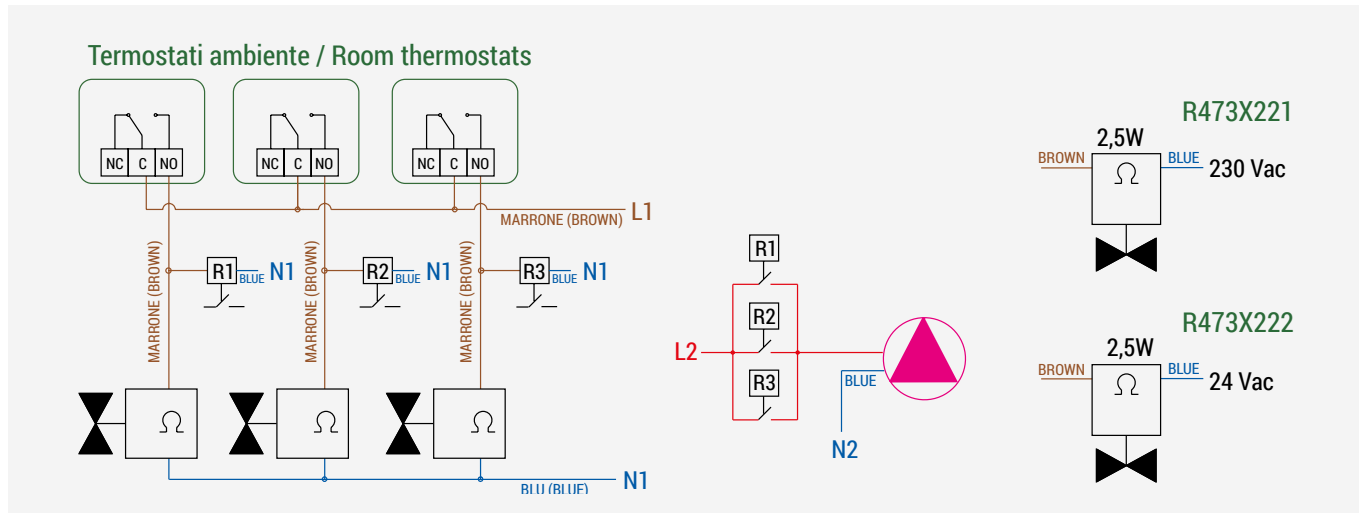 Termostati ambiente / Room thermostats
NC C NO
NC C NO
NC C NO
MARRONE (BROWN) L1
MARRONE (BROWN)
R1 BLUE N1
MARRONE (BROWN)
R2 BLUE N1
MARRONE (BROWN)
R3 BLUE N1
Ω
Ω
Ω
BLU (BLUE) N1
R1
R2
L2
R3
BLUE
N2
R473X221
2,5W
BROWN
Ω
BLUE
230 Vac
R473X222
2,5W
BROWN
Ω
BLUE
24 Vac